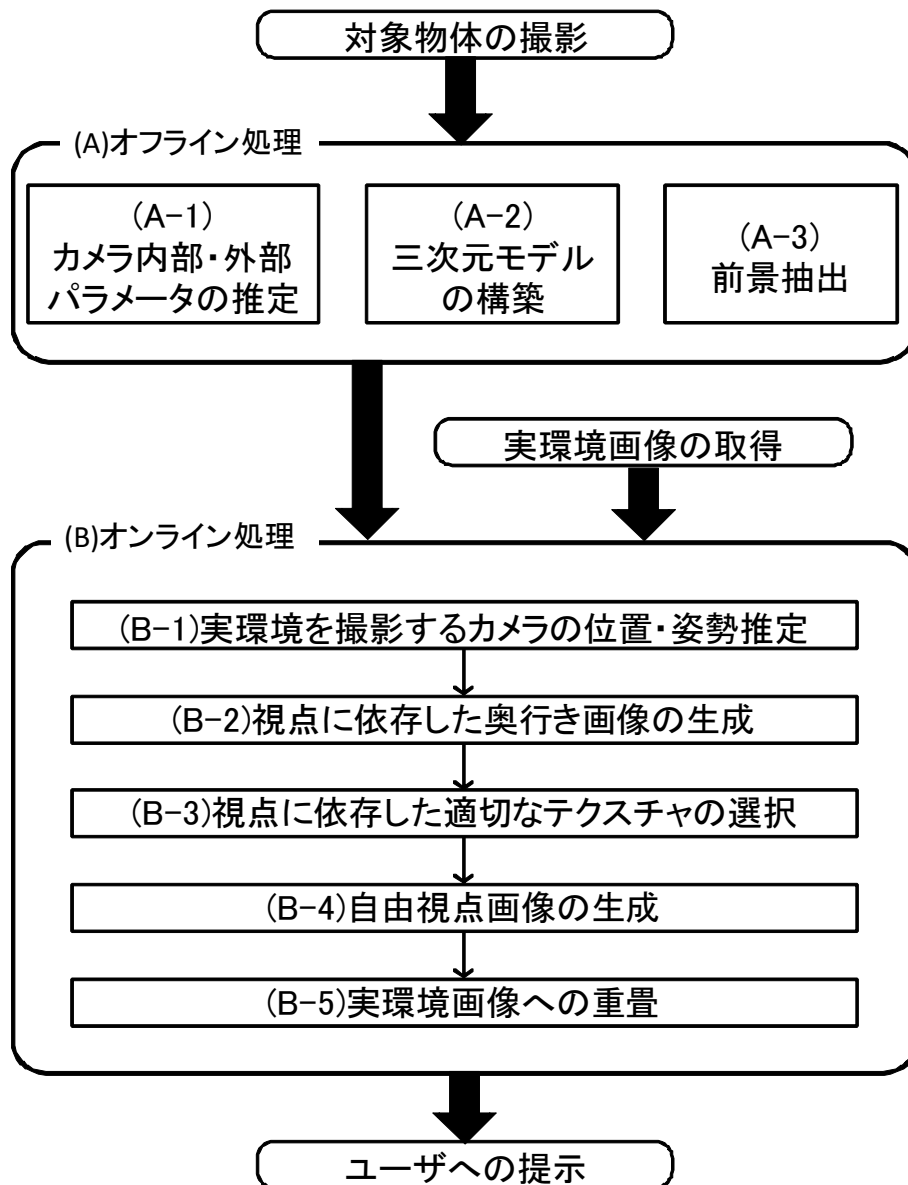 対象物体の撮影
(A)オフライン処理
(A-1)
カメラ内部・外部
パラメータの推定
(A-2)
三次元モデル
の構築
(A-3)
前景抽出
実環境画像の取得
(B)オンライン処理
(B-1)実環境を撮影するカメラの位置・姿勢推定
(B-2)視点に依存した奥行き画像の生成
(B-3)視点に依存した適切なテクスチャの選択
(B-4)自由視点画像の生成
(B-5)実環境画像への重畳
ユーザへの提示